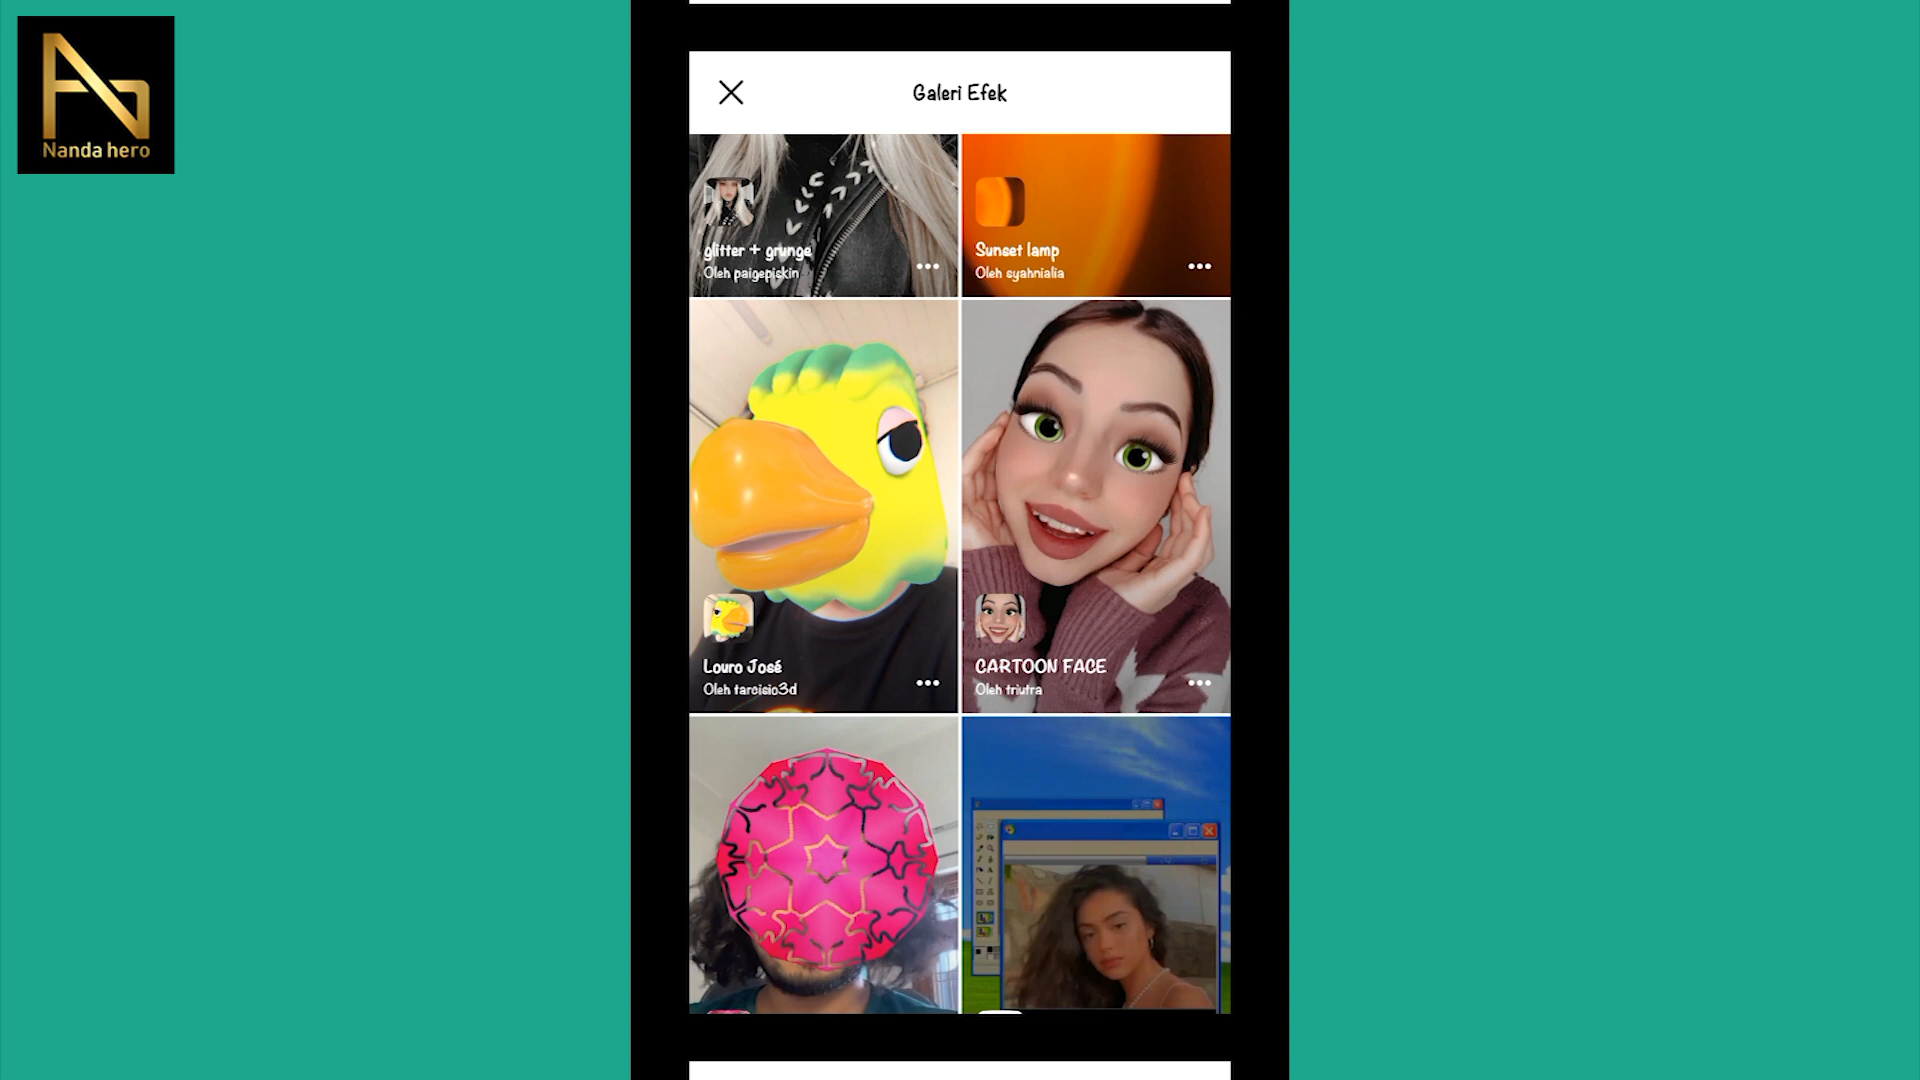 Nanda hero
Galeri Efek
glitter + grunge
Oleh paigepiskin
Sunset lamp
Oleh syahnialia
Louro José
Oleh tarcisio3d
CARTOON FACE
Oleh triutra